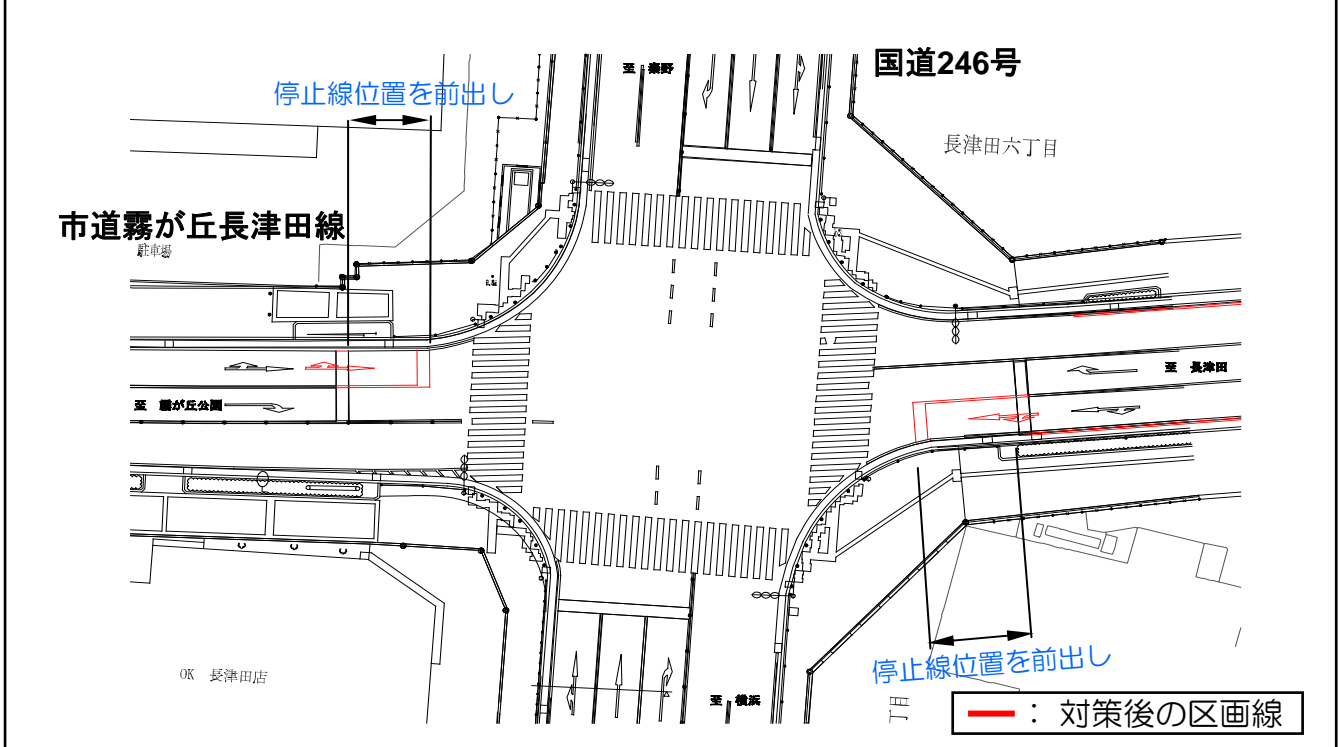 国道246号
至 秦野
停止線位置を前出し
長津田六丁目
市道霧が丘長津田線
駐車場
至 長津田
至 霧が丘公園
停止線位置を前出し
OK 長津田店
至 横浜
丁目
：対策後の区画線